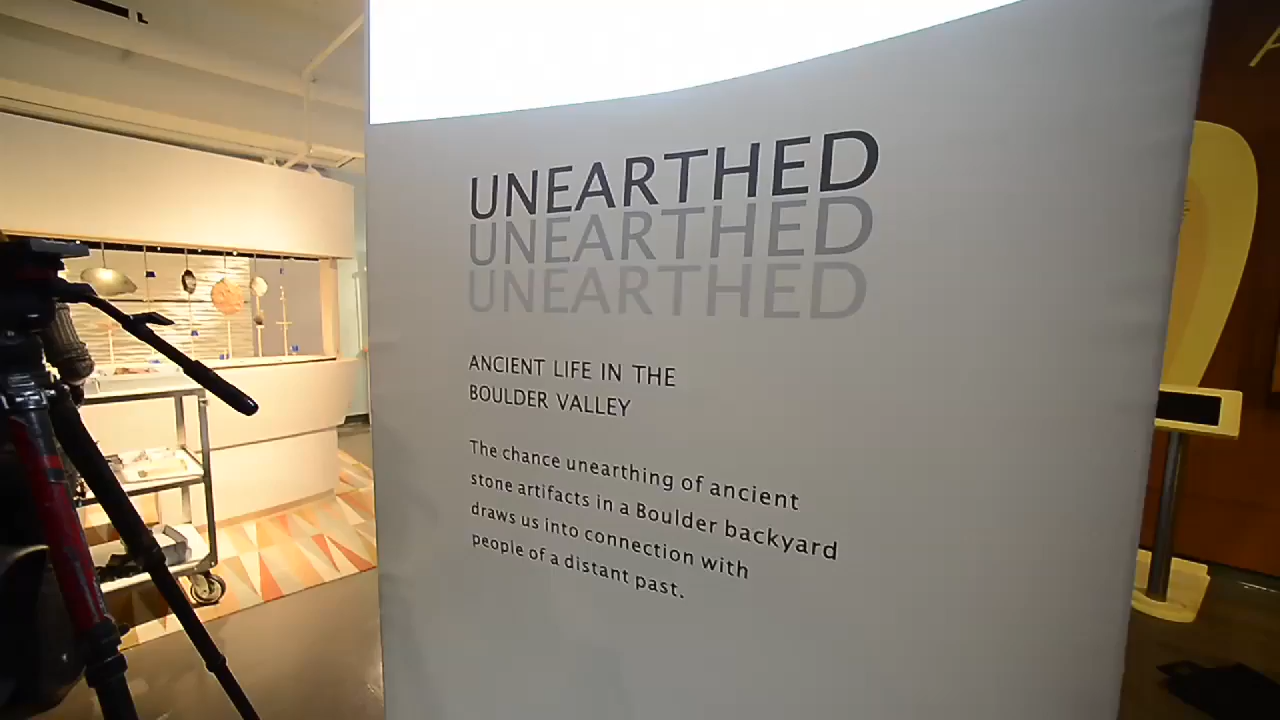 UNEARTHED
UNEARTHED
UNEARTHED
ANCIENT LIFE IN THE
BOULDER VALLEY
The chance unearthing of ancient
stone artifacts in a Boulder backyard
draws us into connection with
people of a distant past.